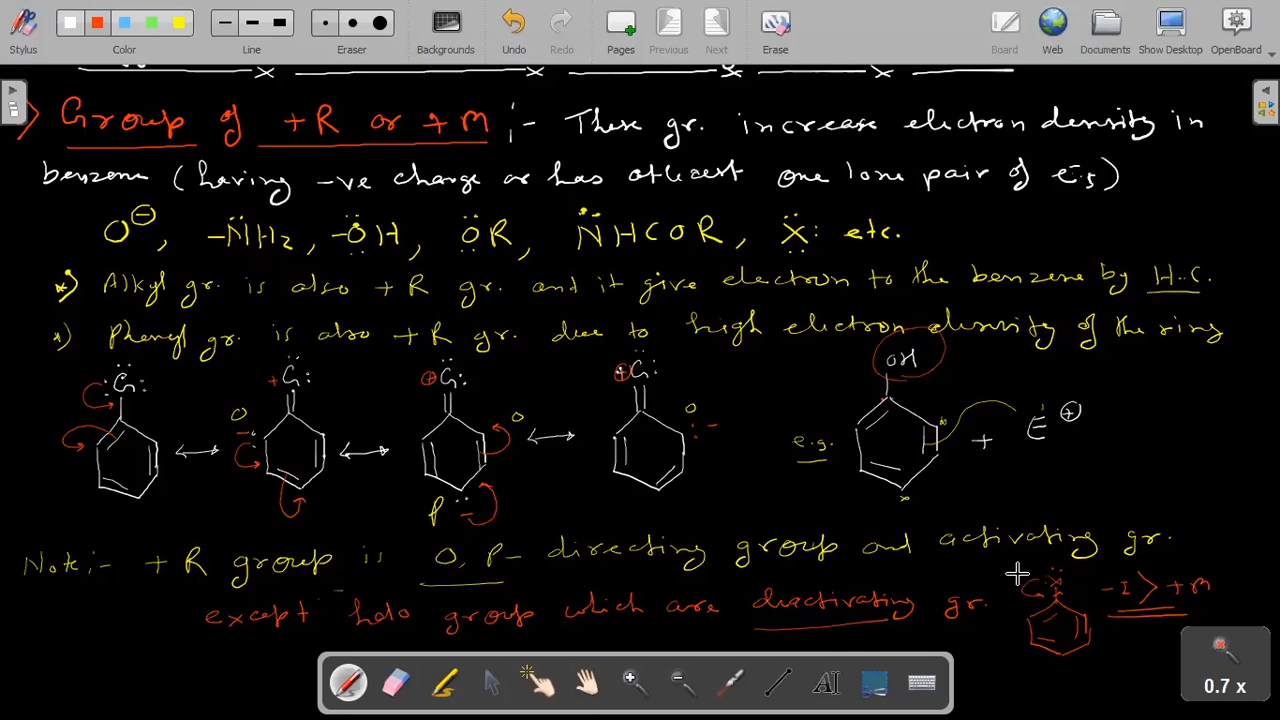 Stylus Color Line Eraser Backgrounds Undo Redo Pages Previous Next Erase Board Web Documents Show Desktop OpenBoard
Group of +R or +M :- These gr. increase electron density in
benzene (having -ve charge or has atleast one lone pair of e⁻s)
O⊖, -N̈H2, -ÖH, ÖR, N̈HCOR, X: etc.
*) Alkyl gr. is also +R gr. and it give electron to the benzene by H.C.
*) Phenyl gr. is also +R gr. due to high electron density of the ring
G: + G: ⊕ G: ⊕ G: OH
O O O e.g. + E ⊕
P
Note:- +R group is O, P- directing group and activating gr.
except halo group which are deactivating gr. X -I > +M
0.7 x